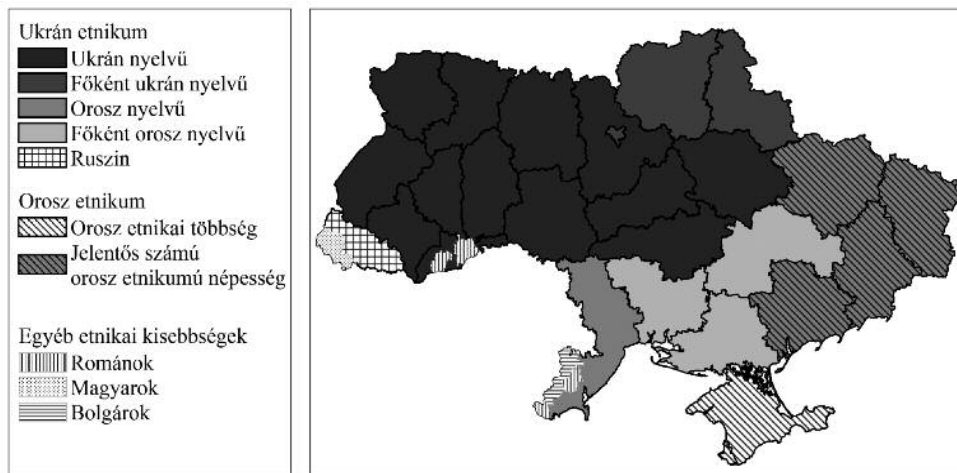 Ukrán etnikum
Ukrán nyelvű
Főként ukrán nyelvű
Orosz nyelvű
Főként orosz nyelvű
Ruszin
Orosz etnikum
Orosz etnikai többség
Jelentős számú
orosz etnikumú népesség
Egyéb etnikai kisebbségek
Románok
Magyarok
Bolgárok